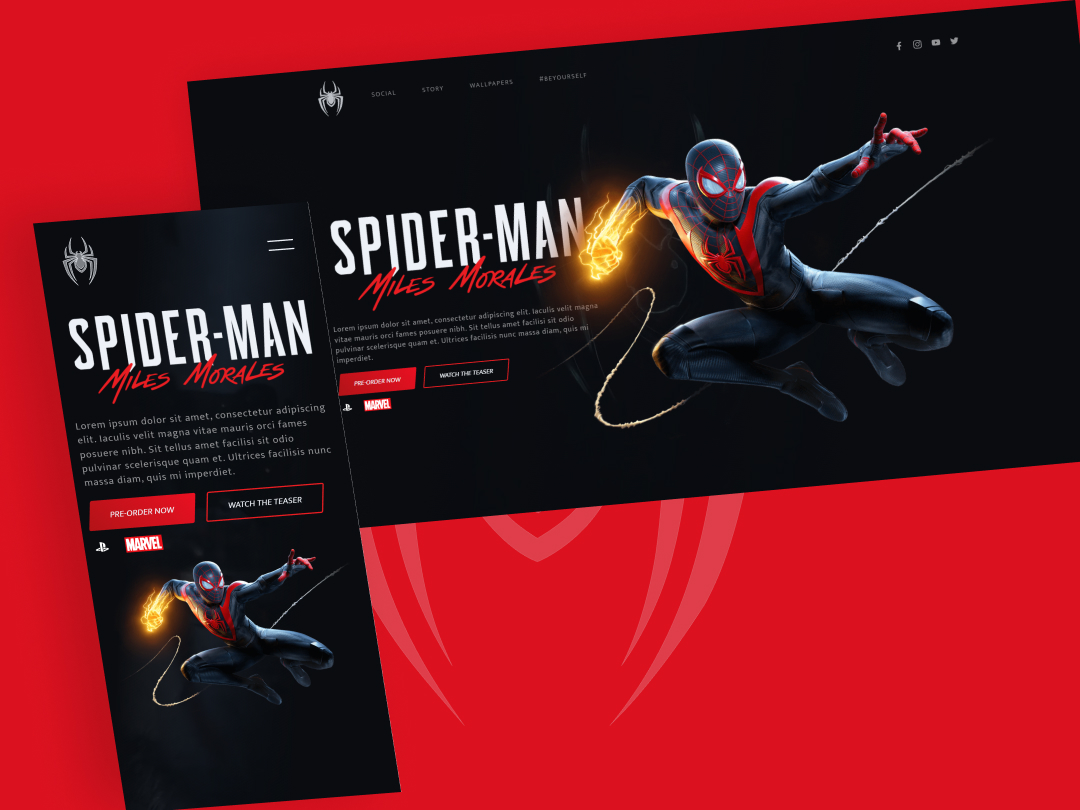 SOCIAL STORY WALLPAPERS #BEYOURSELF
SPIDER-MAN
MILES MORALES
Lorem ipsum dolor sit amet, consectetur adipiscing elit. Iaculis velit magna
vitae mauris orci fames posuere nibh. Sit tellus amet facilisi sit odio
pulvinar scelerisque quam et. Ultrices facilisis nunc massa diam, quis mi
imperdiet.
PRE-ORDER NOW WATCH THE TEASER
MARVEL
SPIDER-MAN
MILES MORALES
Lorem ipsum dolor sit amet, consectetur adipiscing
elit. Iaculis velit magna vitae mauris orci fames
posuere nibh. Sit tellus amet facilisi sit odio
pulvinar scelerisque quam et. Ultrices facilisis nunc
massa diam, quis mi imperdiet.
PRE-ORDER NOW WATCH THE TEASER
MARVEL